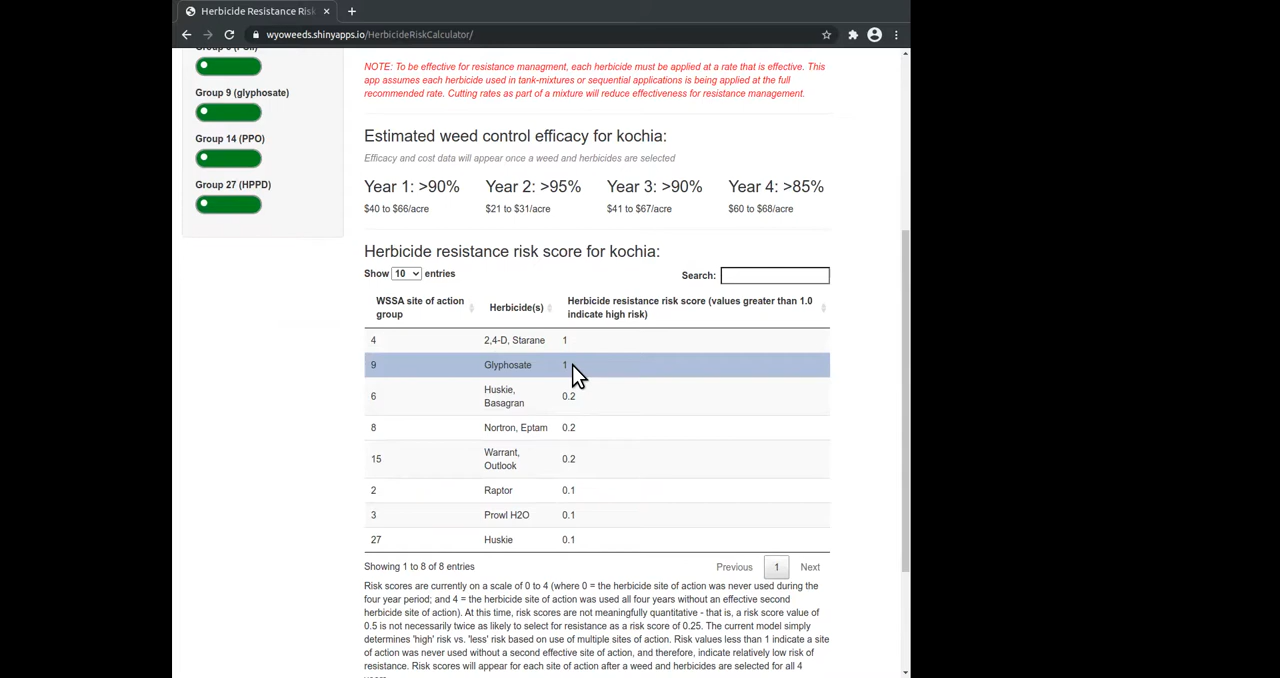 Herbicide Resistance Ris
wyoweeds.shinyapps.io/HerbicideRiskCalculator/
Group 9 (glyphosate)
Group 14 (PPO)
Group 27 (HPPD)
NOTE: To be effective for resistance managment, each herbicide must be applied at a rate that is effective. This
app assumes each herbicide used in tank-mixtures or sequential applications is being applied at the full
recommended rate. Cutting rates as part of a mixture will reduce effectiveness for resistance management.
Estimated weed control efficacy for kochia:
Efficacy and cost data will appear once a weed and herbicides are selected
Year 1: >90% Year 2: >95% Year 3: >90% Year 4: >85%
$40 to $66/acre $21 to $31/acre $41 to $67/acre $60 to $68/acre
Herbicide resistance risk score for kochia:
Show 10 entries Search:
WSSA site of action
group
Herbicide(s)
Herbicide resistance risk score (values greater than 1.0
indicate high risk)
4 2,4-D, Starane 1
9 Glyphosate 1
6 Huskie,
Basagran 0.2
8 Nortron, Eptam 0.2
15 Warrant,
Outlook 0.2
2 Raptor 0.1
3 Prowl H2O 0.1
27 Huskie 0.1
Showing 1 to 8 of 8 entries Previous 1 Next
Risk scores are currently on a scale of 0 to 4 (where 0 = the herbicide site of action was never used during the
four year period; and 4 = the herbicide site of action was used all four years without an effective second
herbicide site of action). At this time, risk scores are not meaningfully quantitative - that is, a risk score value of
0.5 is not necessarily twice as likely to select for resistance as a risk score of 0.25. The current model simply
determines 'high' risk vs. 'less' risk based on use of multiple sites of action. Risk values less than 1 indicate a site
of action was never used without a second effective site of action, and therefore, indicate relatively low risk of
resistance. Risk scores will appear for each site of action after a weed and herbicides are selected for all 4